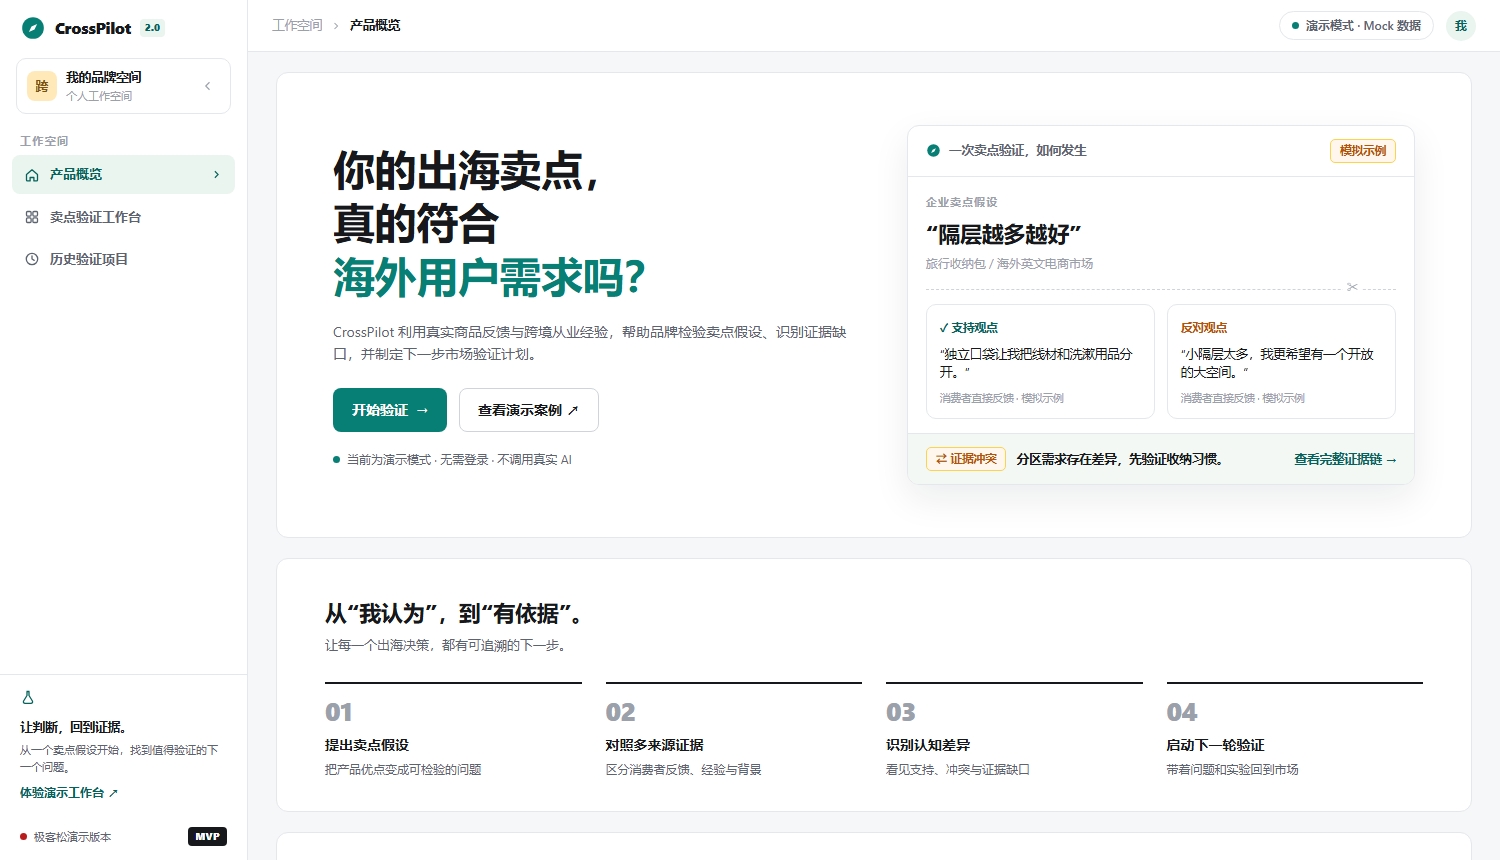 CrossPilot 2.0
跨
我的品牌空间
个人工作空间
工作空间
产品概览
卖点验证工作台
历史验证项目
让判断，回到证据。
从一个卖点假设开始，找到值得验证的下
一个问题。
体验演示工作台 ↗
极客松演示版本 MVP
工作空间 › 产品概览
演示模式 · Mock 数据
我
你的出海卖点，
真的符合
海外用户需求吗？
CrossPilot 利用真实商品反馈与跨境从业经验，帮助品牌检验卖点假设、识别证据缺
口，并制定下一步市场验证计划。
开始验证 →
查看演示案例 ↗
当前为演示模式 · 无需登录 · 不调用真实 AI
一次卖点验证，如何发生
模拟示例
企业卖点假设
“隔层越多越好”
旅行收纳包 / 海外英文电商市场
✓ 支持观点
“独立口袋让我把线材和洗漱用品分
开。”
消费者直接反馈 · 模拟示例
反对观点
“小隔层太多，我更希望有一个开放
的大空间。”
消费者直接反馈 · 模拟示例
⇄ 证据冲突
分区需求存在差异，先验证收纳习惯。
查看完整证据链 →
从“我认为”，到“有依据”。
让每一个出海决策，都有可追溯的下一步。
01
提出卖点假设
把产品优点变成可检验的问题
02
对照多来源证据
区分消费者反馈、经验与背景
03
识别认知差异
看见支持、冲突与证据缺口
04
启动下一轮验证
带着问题和实验回到市场